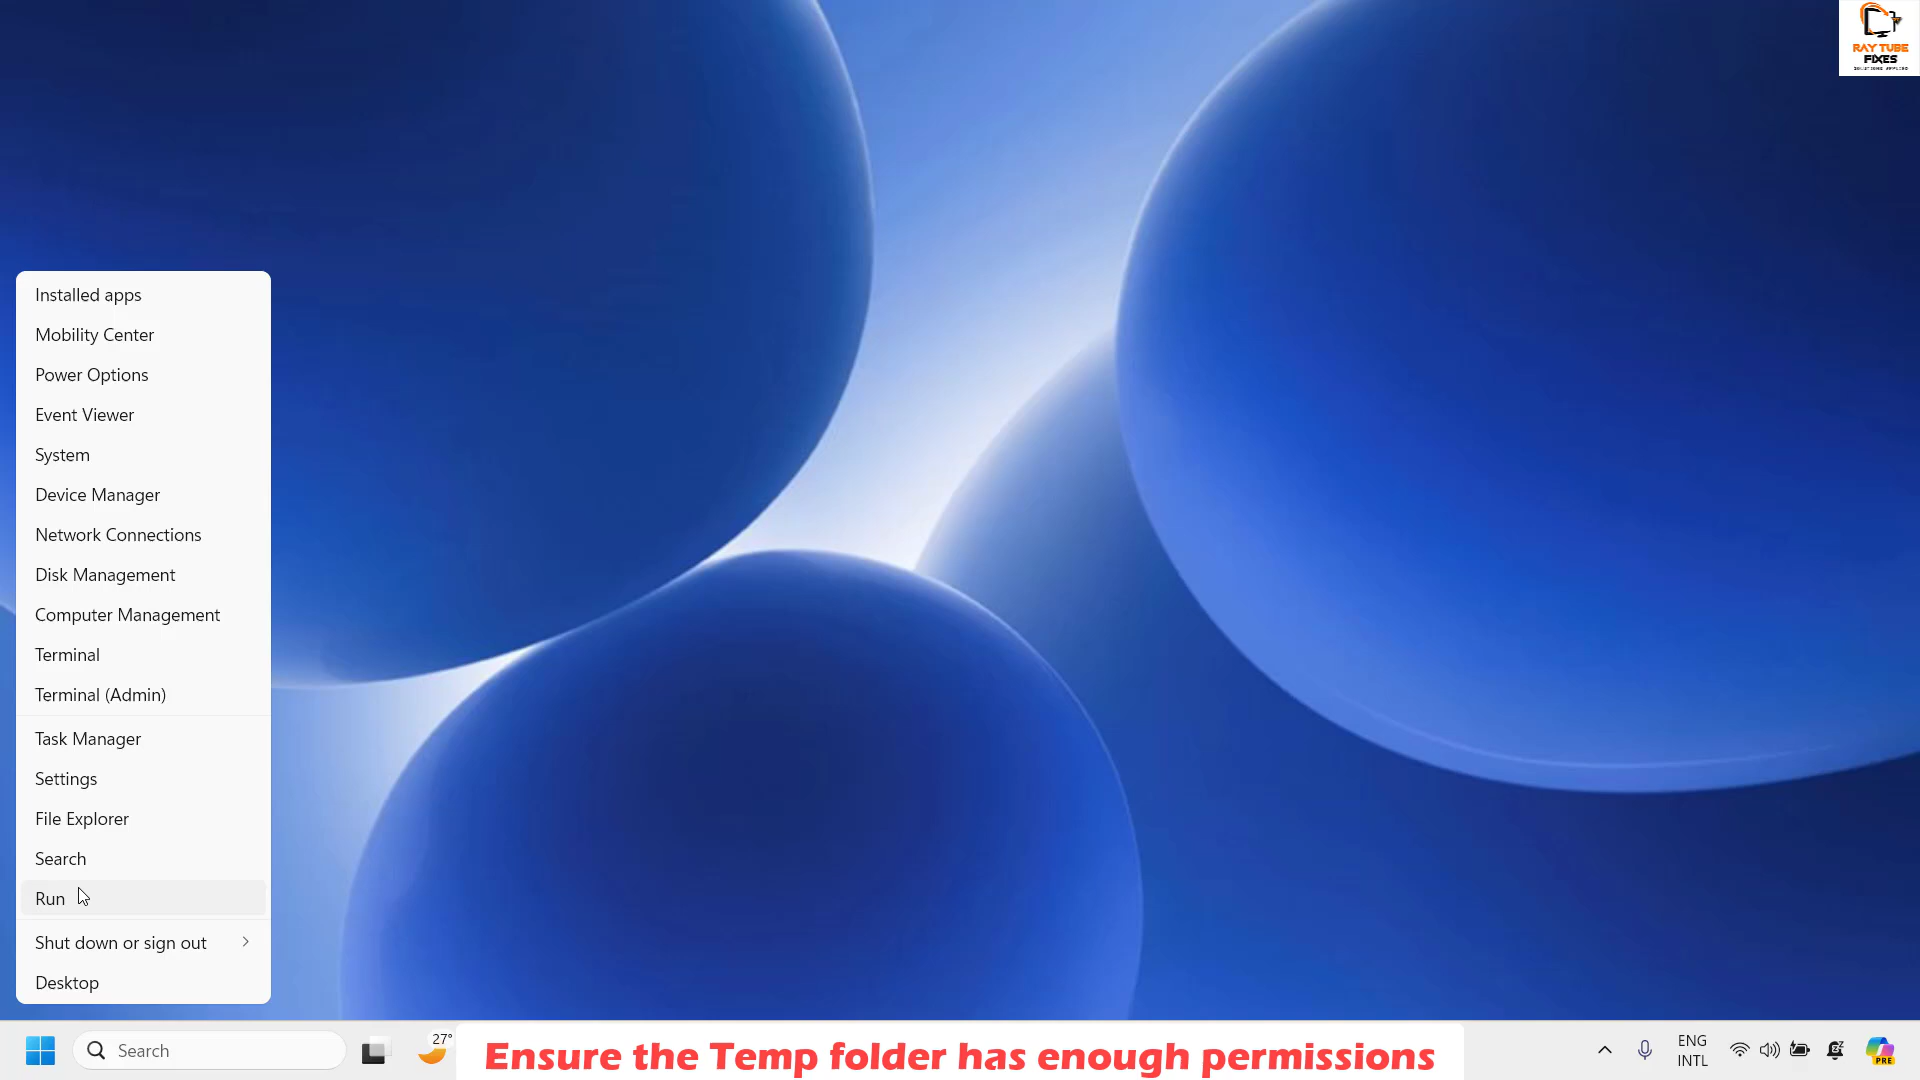 RAY TUBE
FIXES
Installed apps
Mobility Center
Power Options
Event Viewer
System
Device Manager
Network Connections
Disk Management
Computer Management
Terminal
Terminal (Admin)
Task Manager
Settings
File Explorer
Search
Run
Shut down or sign out
Desktop
Search
27°
Ensure the Temp folder has enough permissions
ENG
INTL
PRE